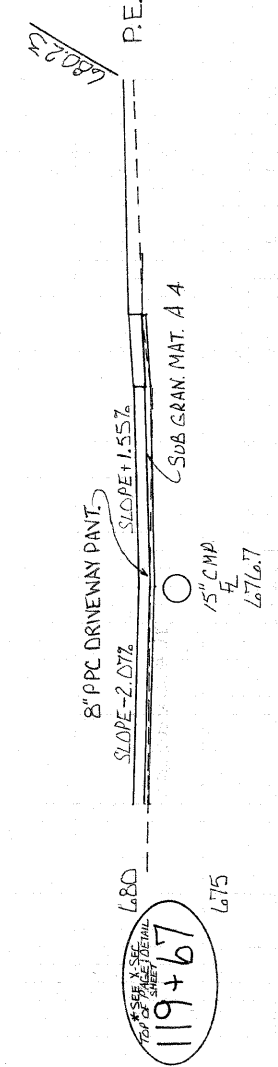 680.23
P.E.
8" PPC DRIVEWAY PAVT.
SLOPE -2.07%
SLOPE +1.55%
SUB GRAN. MAT. A 4
15" CMP
℄
676.7
680
675
* SEE X-SEC
TOP OF PAGE / DETAIL
SHEET
119+67